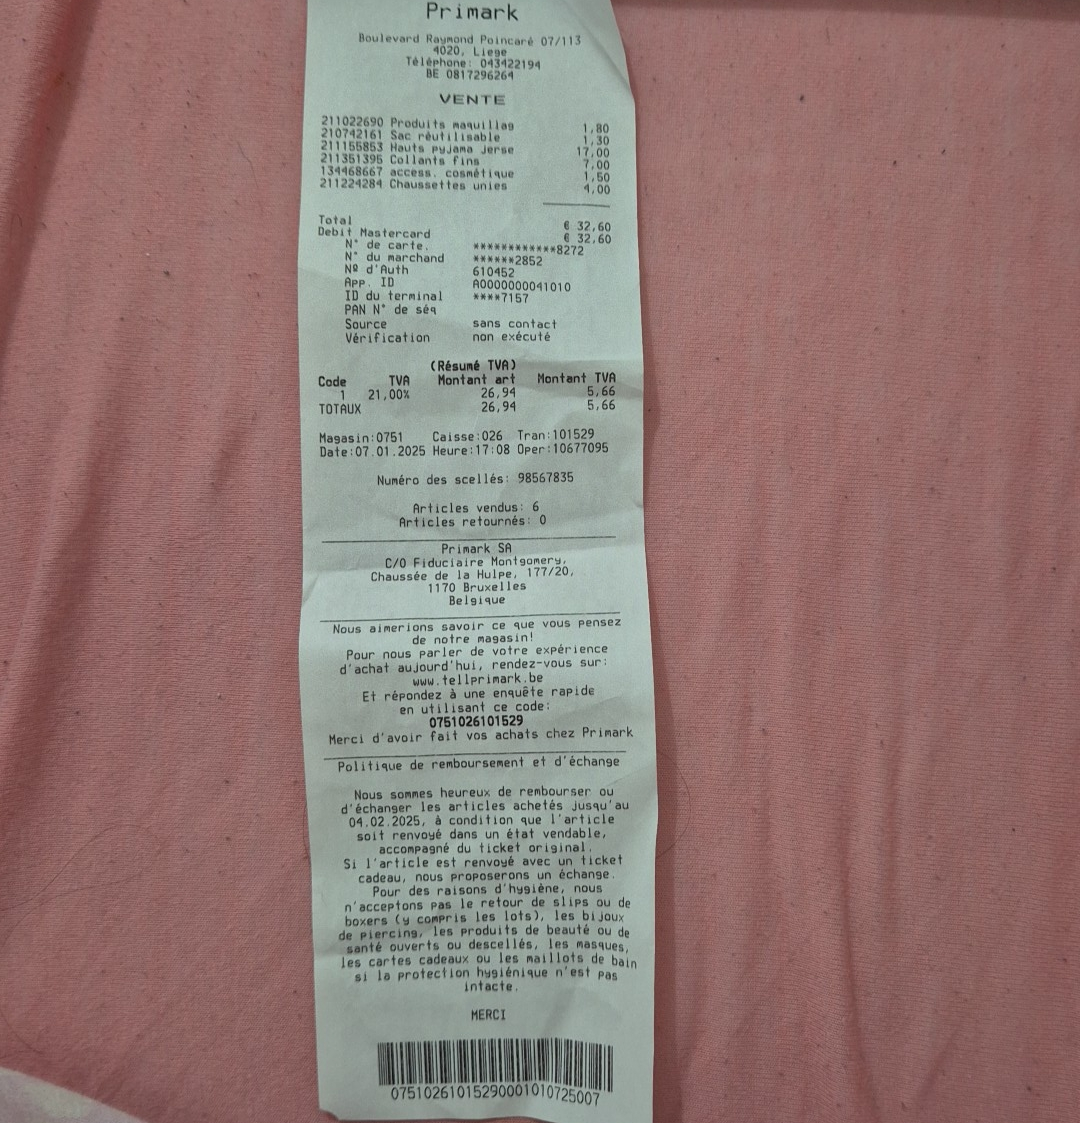 Primark
Boulevard Raymond Poincaré 07/113
4020, Liege
Téléphone: 043422194
BE 0817296264
VENTE
211022690 Produits maquillag 1,80
210742161 Sac réutilisable 1,30
211155853 Hauts pyjama jerse 17,00
211351395 Collants fins 7,00
134468667 access. cosmétique 1,50
211224284 Chaussettes unies 4,00
Total € 32,60
Debit Mastercard € 32,60
N° de carte. ************8272
N° du marchand ******2852
Nº d'Auth 610452
App. ID A0000000041010
ID du terminal ****7157
PAN N° de séq
Source sans contact
Vérification non exécuté
(Résumé TVA)
Code TVA Montant art Montant TVA
1 21,00% 26,94 5,66
TOTAUX 26,94 5,66
Magasin:0751 Caisse:026 Tran:101529
Date:07.01.2025 Heure:17:08 Oper:10677095
Numéro des scellés: 98567835
Articles vendus: 6
Articles retournés: 0
Primark SA
C/O Fiduciaire Montgomery,
Chaussée de la Hulpe, 177/20,
1170 Bruxelles
Belgique
Nous aimerions savoir ce que vous pensez
de notre magasin!
Pour nous parler de votre expérience
d'achat aujourd'hui, rendez-vous sur:
www.tellprimark.be
Et répondez à une enquête rapide
en utilisant ce code:
0751026101529
Merci d'avoir fait vos achats chez Primark
Politique de remboursement et d'échange
Nous sommes heureux de rembourser ou
d'échanger les articles achetés jusqu'au
04.02.2025, à condition que l'article
soit renvoyé dans un état vendable,
accompagné du ticket original.
Si l'article est renvoyé avec un ticket
cadeau, nous proposerons un échange.
Pour des raisons d'hygiène, nous
n'acceptons pas le retour de slips ou de
boxers (y compris les lots), les bijoux
de piercing, les produits de beauté ou de
santé ouverts ou descellés, les masques,
les cartes cadeaux ou les maillots de bain
si la protection hygiénique n'est pas
intacte.
MERCI
07510261015290001010725007